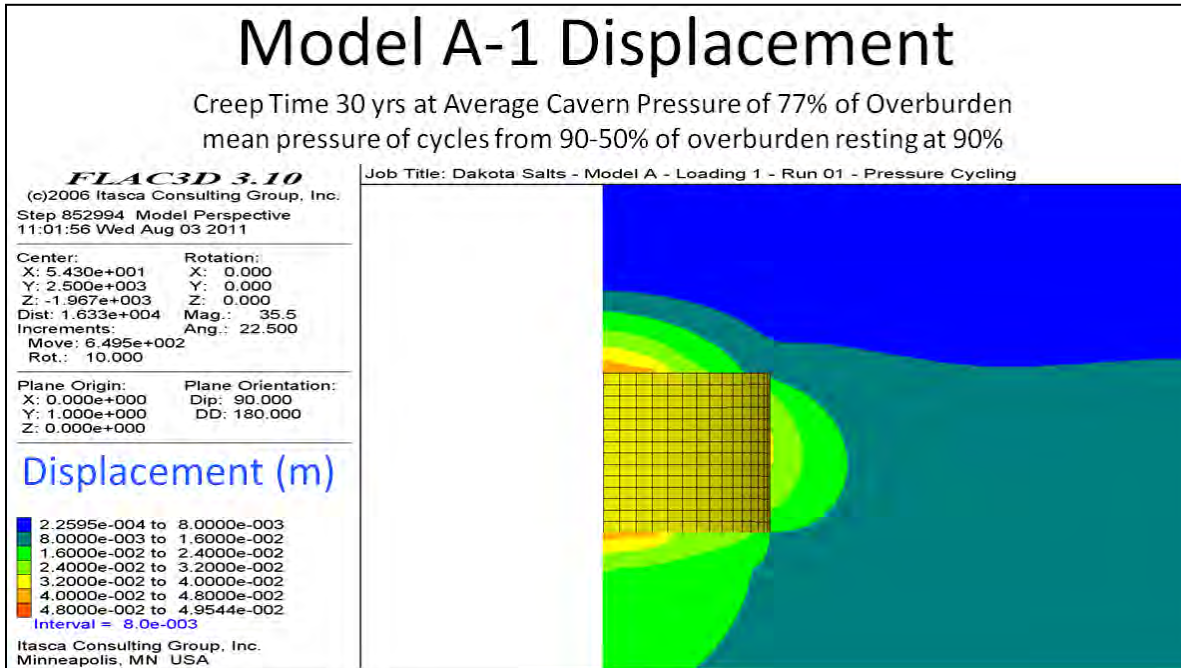 Model A-1 Displacement
Creep Time 30 yrs at Average Cavern Pressure of 77% of Overburden
mean pressure of cycles from 90-50% of overburden resting at 90%
FLAC3D 3.10
(c)2006 Itasca Consulting Group, Inc.
Step 852994 Model Perspective
11:01:56 Wed Aug 03 2011
Center: Rotation:
X: 5.430e+001 X: 0.000
Y: 2.500e+003 Y: 0.000
Z: -1.967e+003 Z: 0.000
Dist: 1.633e+004 Mag.: 35.5
Increments: Ang.: 22.500
Move: 6.495e+002
Rot.: 10.000
Plane Origin: Plane Orientation:
X: 0.000e+000 Dip: 90.000
Y: 1.000e+000 DD: 180.000
Z: 0.000e+000
Displacement (m)
2.2595e-004 to 8.0000e-003
8.0000e-003 to 1.6000e-002
1.6000e-002 to 2.4000e-002
2.4000e-002 to 3.2000e-002
3.2000e-002 to 4.0000e-002
4.0000e-002 to 4.8000e-002
4.8000e-002 to 4.9544e-002
Interval = 8.0e-003
Itasca Consulting Group, Inc.
Minneapolis, MN USA
Job Title: Dakota Salts - Model A - Loading 1 - Run 01 - Pressure Cycling